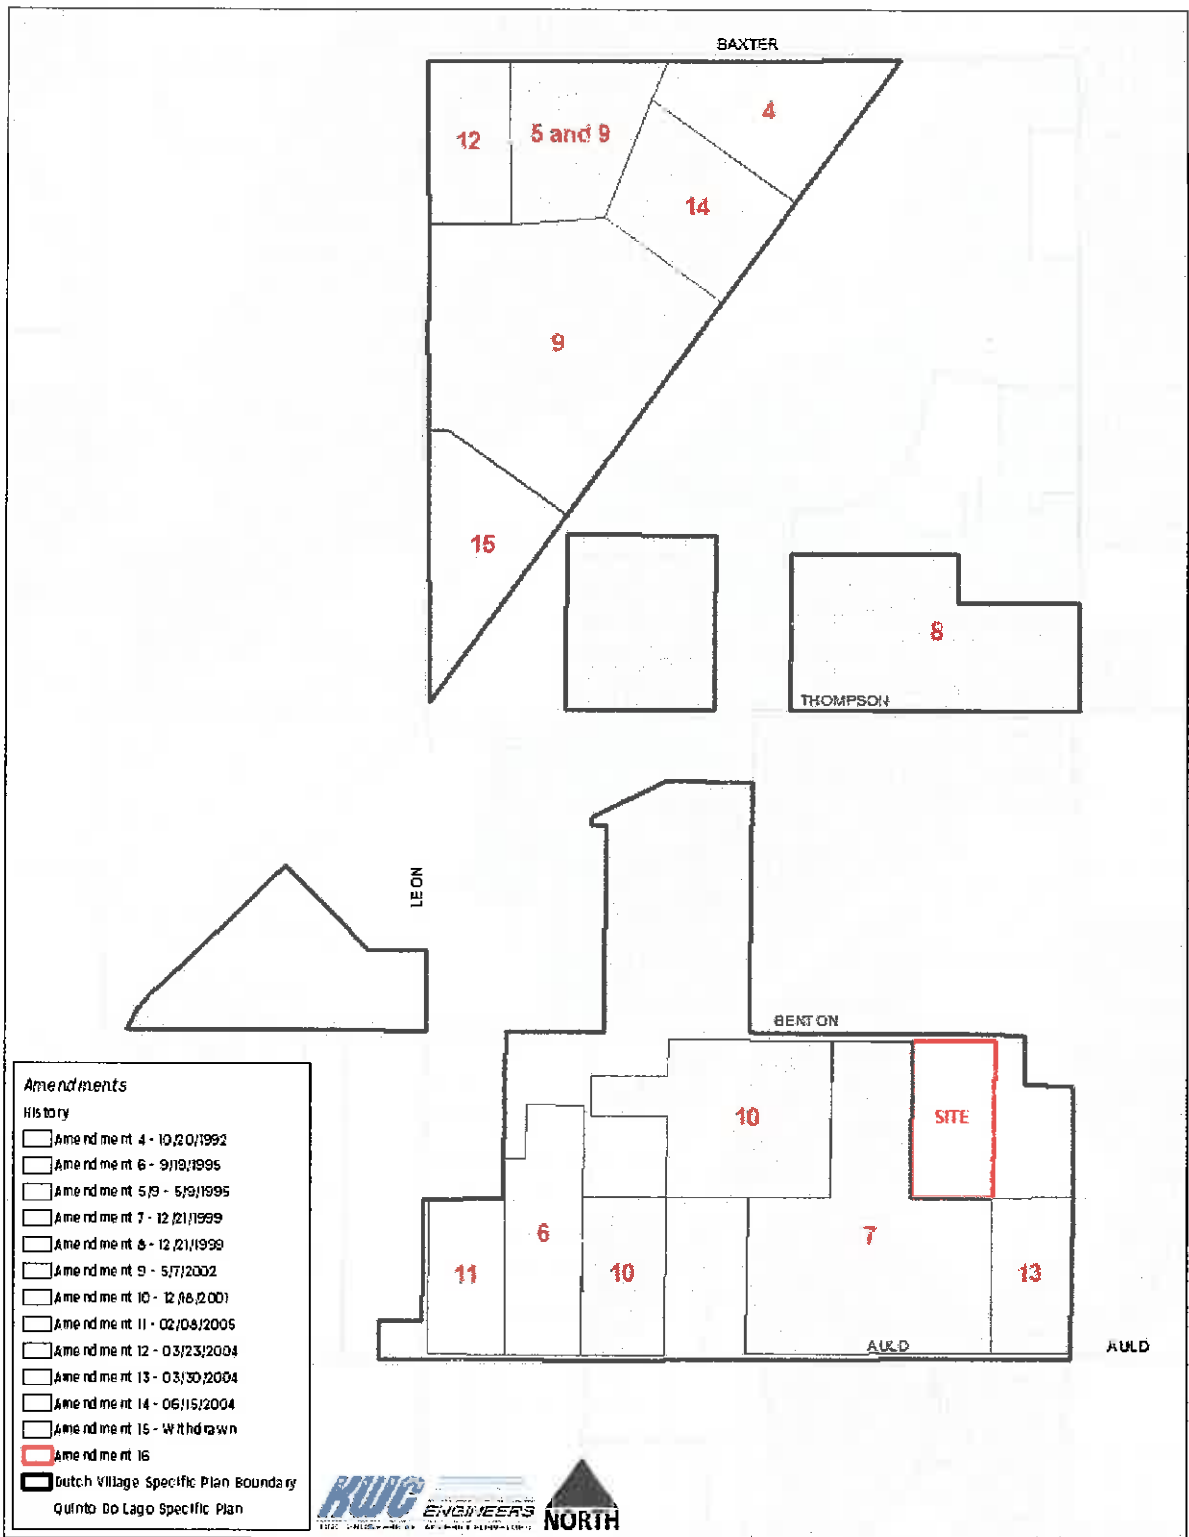 BAXTER
4
12
5 and 9
14
9
15
8
THOMPSON
LEON
BENTON
10
SITE
6
7
11
10
13
AULD
AULD
Amendments
History
Amendment 4 - 10/20/1992
Amendment 6 - 9/19/1995
Amendment 5/9 - 5/9/1995
Amendment 7 - 12/21/1999
Amendment 8 - 12/21/1999
Amendment 9 - 5/7/2002
Amendment 10 - 12/18/2001
Amendment 11 - 02/08/2005
Amendment 12 - 03/23/2004
Amendment 13 - 03/30/2004
Amendment 14 - 06/15/2004
Amendment 15 - Withdrawn
Amendment 16
Dutch Village Specific Plan Boundary
Quinto Do Lago Specific Plan
KWC ENGINEERS
NORTH